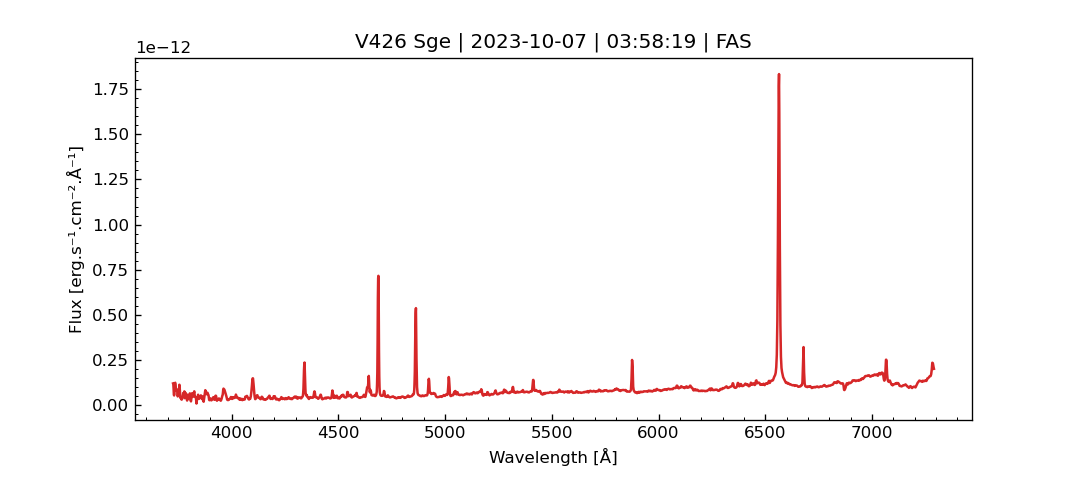 V426 Sge | 2023-10-07 | 03:58:19 | FAS
1e−12
1.75
1.50
1.25
1.00
0.75
0.50
0.25
0.00
Flux [erg.s⁻¹.cm⁻².Å⁻¹]
4000 4500 5000 5500 6000 6500 7000
Wavelength [Å]